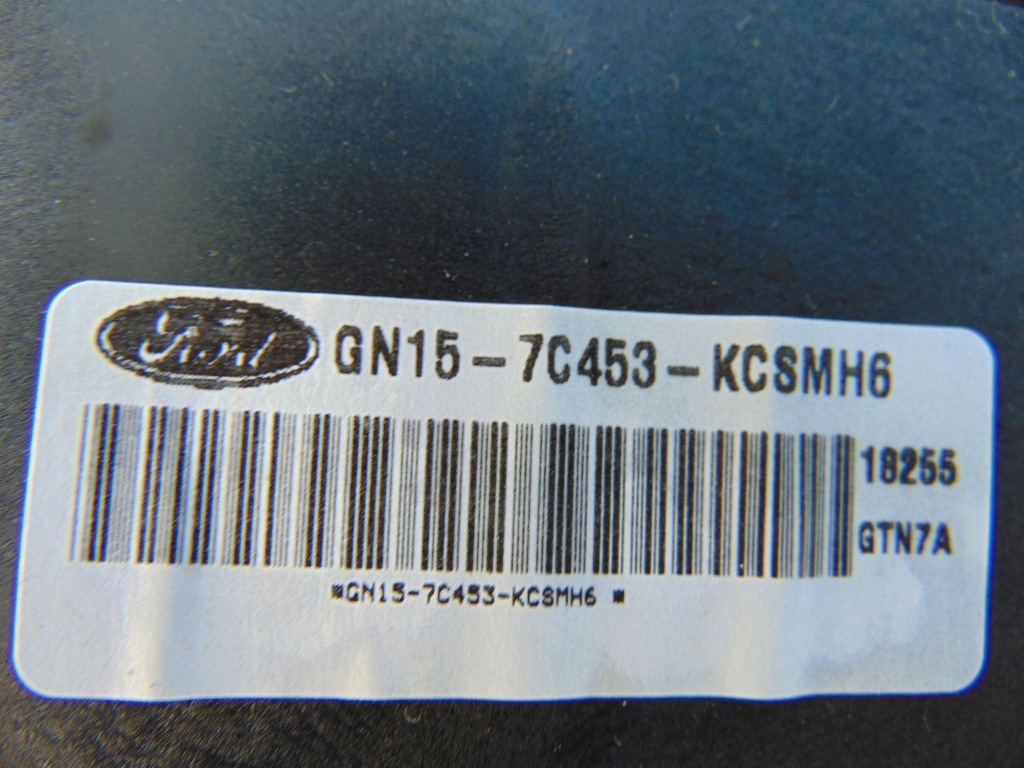 Ford GN15-7C453-KCSMH6
18255
GTN7A
*GN15-7C453-KCSMH6 *